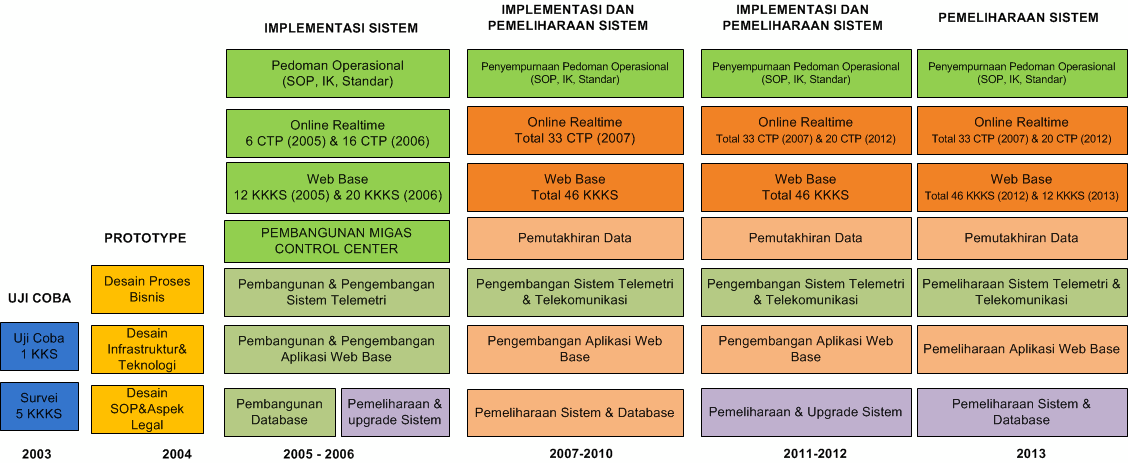 UJI COBA
Uji Coba
1 KKS
Survei
5 KKKS
2003
PROTOTYPE
Desain Proses
Bisnis
Desain
Infrastruktur&
Teknologi
Desain
SOP&Aspek
Legal
2004
IMPLEMENTASI SISTEM
Pedoman Operasional
(SOP, IK, Standar)
Online Realtime
6 CTP (2005) & 16 CTP (2006)
Web Base
12 KKKS (2005) & 20 KKKS (2006)
PEMBANGUNAN MIGAS
CONTROL CENTER
Pembangunan & Pengembangan
Sistem Telemetri
Pembangunan & Pengembangan
Aplikasi Web Base
Pembangunan
Database
Pemeliharaan &
upgrade Sistem
2005 - 2006
IMPLEMENTASI DAN
PEMELIHARAAN SISTEM
Penyempurnaan Pedoman Operasional
(SOP, IK, Standar)
Online Realtime
Total 33 CTP (2007)
Web Base
Total 46 KKKS
Pemutakhiran Data
Pengembangan Sistem Telemetri
& Telekomunikasi
Pengembangan Aplikasi Web
Base
Pemeliharaan Sistem & Database
2007-2010
IMPLEMENTASI DAN
PEMELIHARAAN SISTEM
Penyempurnaan Pedoman Operasional
(SOP, IK, Standar)
Online Realtime
Total 33 CTP (2007) & 20 CTP (2012)
Web Base
Total 46 KKKS
Pemutakhiran Data
Pengembangan Sistem Telemetri
& Telekomunikasi
Pengembangan Aplikasi Web
Base
Pemeliharaan & Upgrade Sistem
2011-2012
PEMELIHARAAN SISTEM
Penyempurnaan Pedoman Operasional
(SOP, IK, Standar)
Online Realtime
Total 33 CTP (2007) & 20 CTP (2012)
Web Base
Total 46 KKKS (2012) & 12 KKKS (2013)
Pemutakhiran Data
Pemeliharaan Sistem Telemetri &
Telekomunikasi
Pemeliharaan Aplikasi Web Base
Pemeliharaan Sistem &
Database
2013